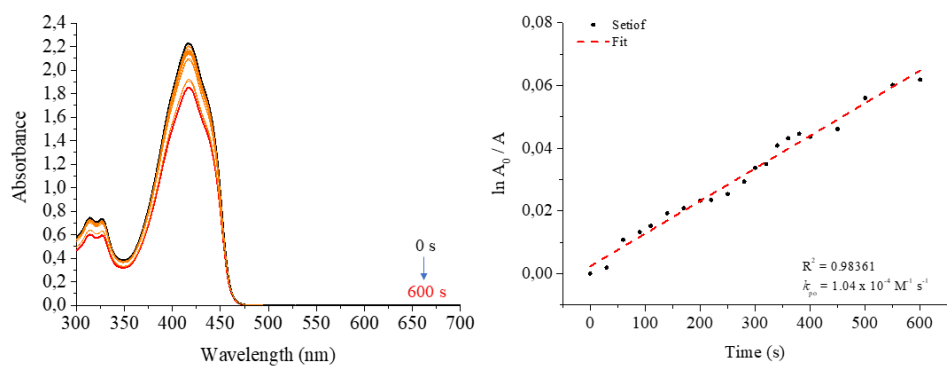 2,4
2,2
2,0
1,8
1,6
1,4
1,2
1,0
0,8
0,6
0,4
0,2
0,0
Absorbance
0 s
600 s
300 350 400 450 500 550 600 650 700
Wavelength (nm)
0,08
0,06
0,04
0,02
0,00
ln A₀ / A
Setiof
Fit
R² = 0.98361
kₚₒ = 1.04 x 10⁻⁴ M⁻¹ s⁻¹
0 100 200 300 400 500 600
Time (s)